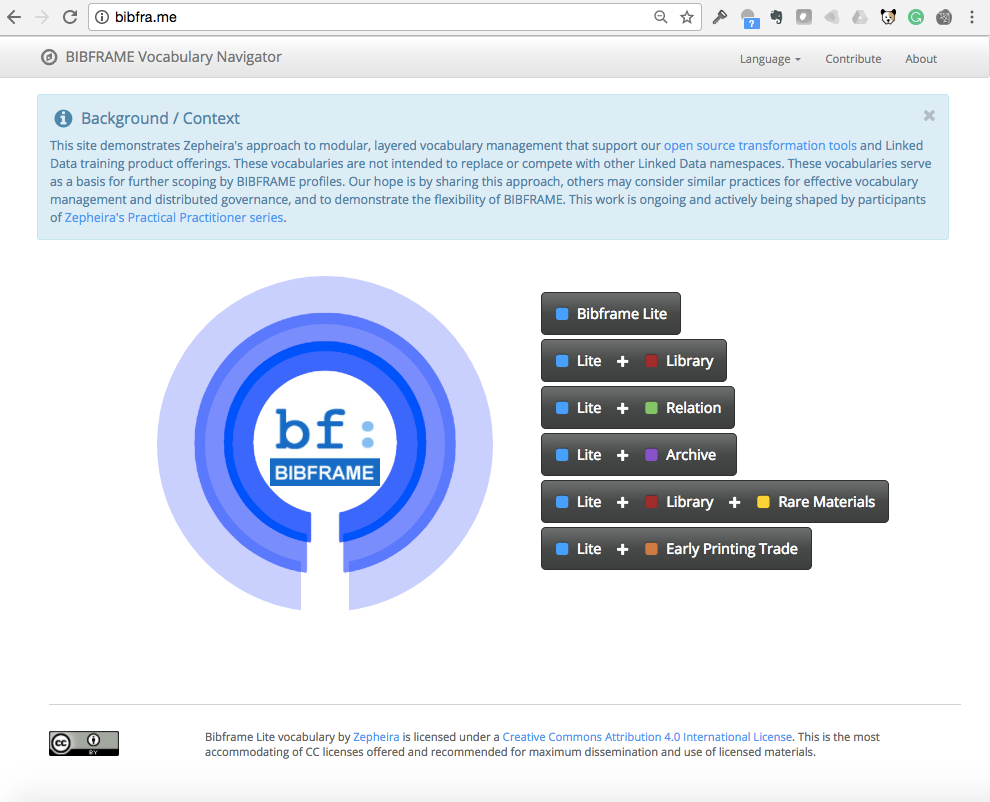 bibfra.me
?
BIBFRAME Vocabulary Navigator
Language
Contribute
About
Background / Context
This site demonstrates Zepheira's approach to modular, layered vocabulary management that support our open source transformation tools and Linked
Data training product offerings. These vocabularies are not intended to replace or compete with other Linked Data namespaces. These vocabularies serve
as a basis for further scoping by BIBFRAME profiles. Our hope is by sharing this approach, others may consider similar practices for effective vocabulary
management and distributed governance, and to demonstrate the flexibility of BIBFRAME. This work is ongoing and actively being shaped by participants
of Zepheira's Practical Practitioner series.
bf:
BIBFRAME
Bibframe Lite
Lite + Library
Lite + Relation
Lite + Archive
Lite + Library + Rare Materials
Lite + Early Printing Trade
cc
BY
Bibframe Lite vocabulary by Zepheira is licensed under a Creative Commons Attribution 4.0 International License. This is the most
accommodating of CC licenses offered and recommended for maximum dissemination and use of licensed materials.